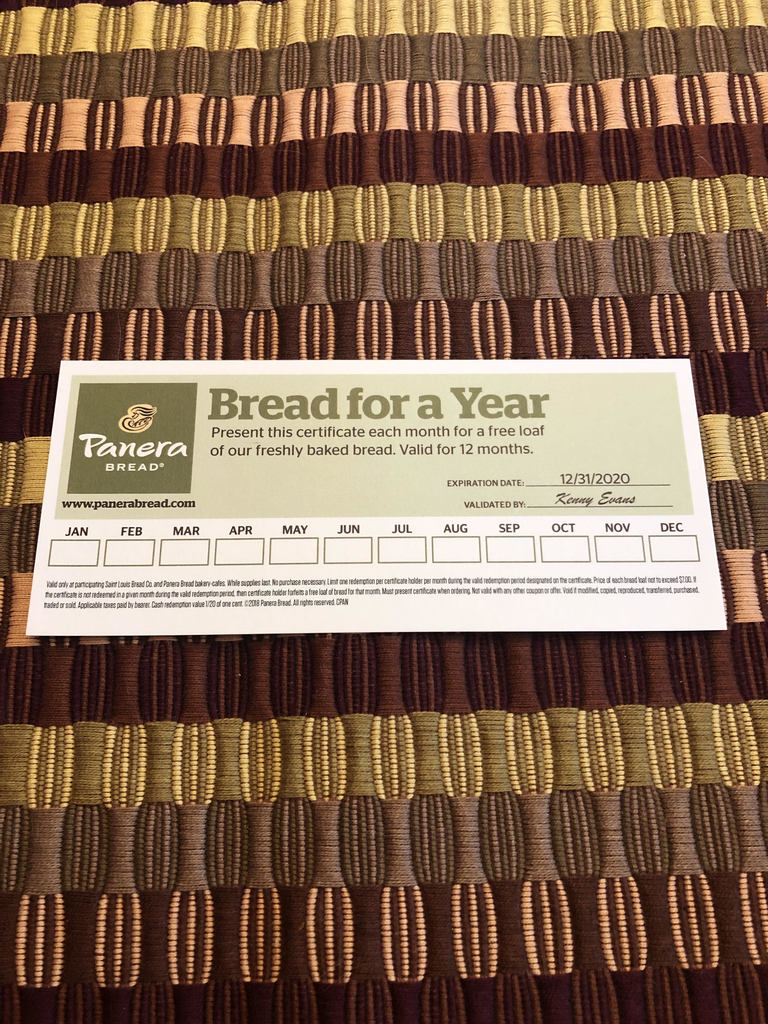 Bread for a Year
Present this certificate each month for a free loaf
of our freshly baked bread. Valid for 12 months.
Panera
BREAD®
www.panerabread.com
EXPIRATION DATE: 12/31/2020
VALIDATED BY: Kenny Evans
JAN FEB MAR APR MAY JUN JUL AUG SEP OCT NOV DEC
Valid only at participating Saint Louis Bread Co. and Panera Bread bakery-cafes. While supplies last. No purchase necessary. Limit one redemption per certificate holder per month during the valid redemption period designated on the certificate. Price of each bread loaf not to exceed $7.00. If
the certificate is not redeemed in a given month during the valid redemption period, then certificate holder forfeits a free loaf of bread for that month. Must present certificate when ordering. Not valid with any other coupon or offer. Void if modified, copied, reproduced, transferred, purchased,
traded or sold. Applicable taxes paid by bearer. Cash redemption value 1/20 of one cent. ©2018 Panera Bread. All rights reserved. CPAN